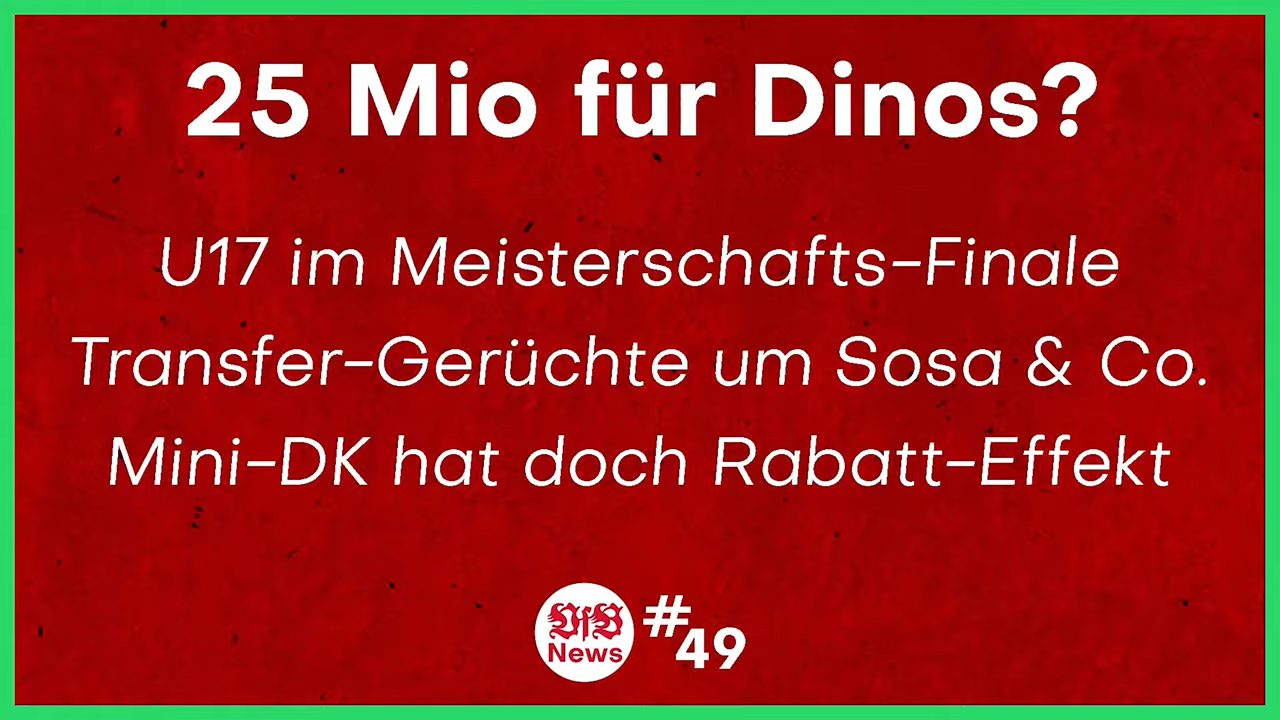 25 Mio für Dinos?
U17 im Meisterschafts-Finale
Transfer-Gerüchte um Sosa & Co.
Mini-DK hat doch Rabatt-Effekt
VfB
News
#49